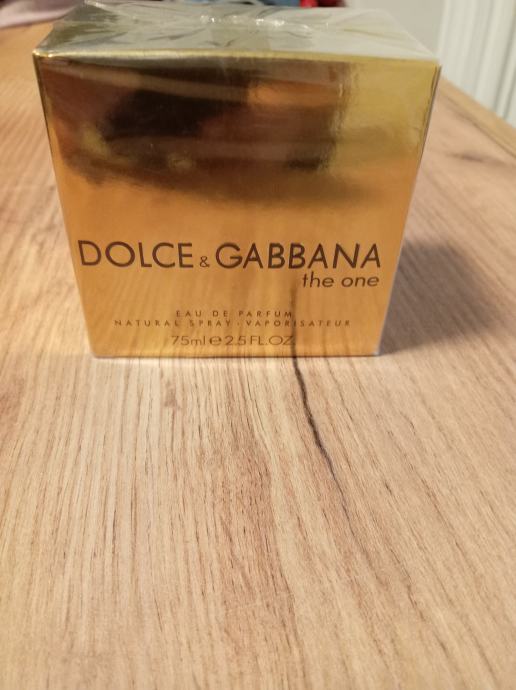 DOLCE & GABBANA
the one
EAU DE PARFUM
NATURAL SPRAY · VAPORISATEUR
75ml ℮ 2.5 FL.OZ.